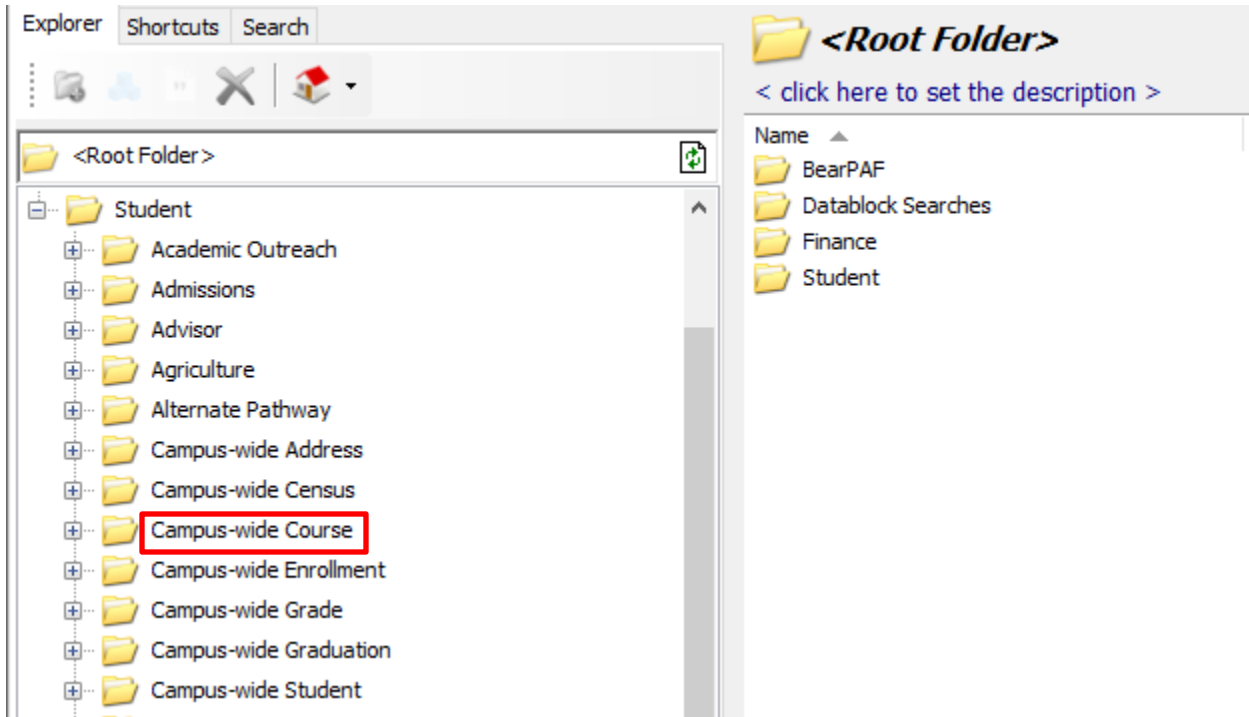 Explorer Shortcuts Search
<Root Folder>
Student
Academic Outreach
Admissions
Advisor
Agriculture
Alternate Pathway
Campus-wide Address
Campus-wide Census
Campus-wide Course
Campus-wide Enrollment
Campus-wide Grade
Campus-wide Graduation
Campus-wide Student
<Root Folder>
< click here to set the description >
Name
BearPAF
Datablock Searches
Finance
Student